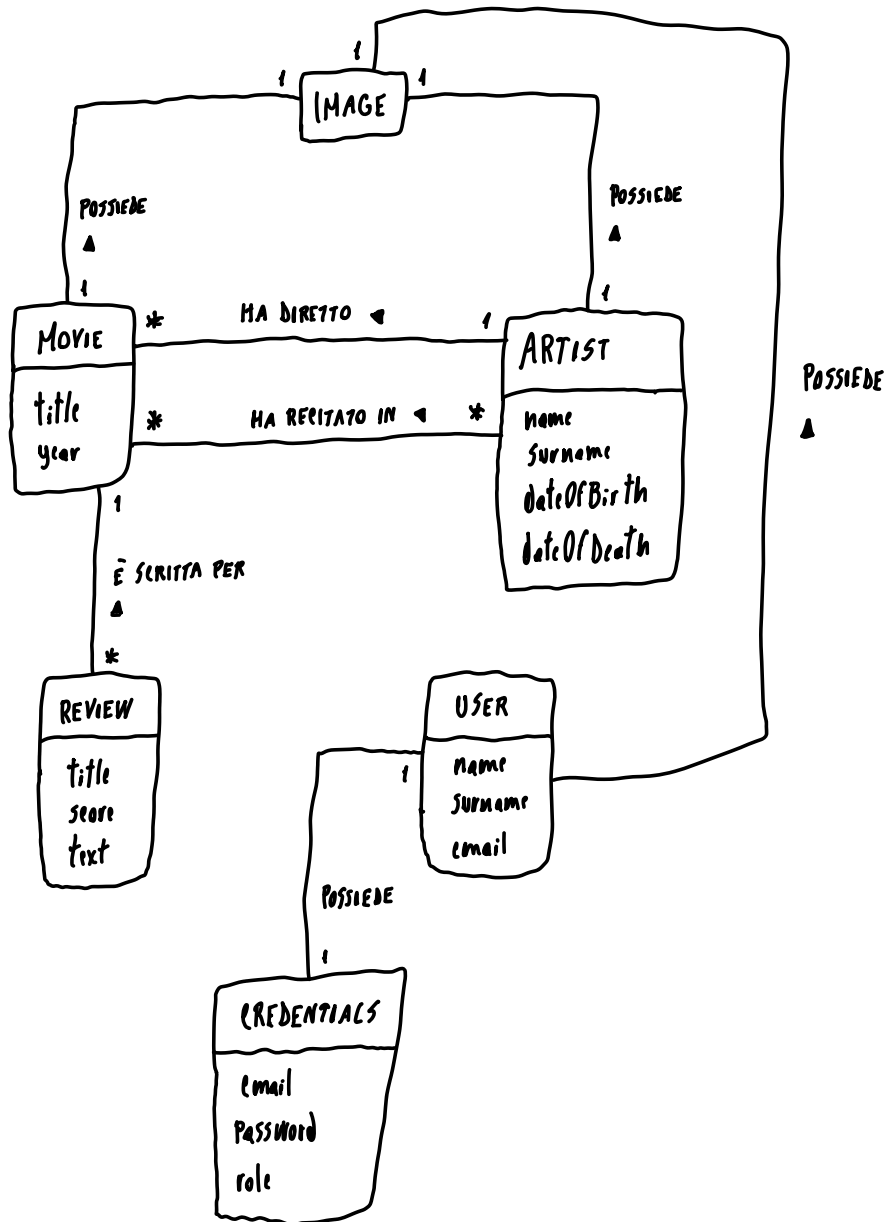 1
1
1
IMAGE
POSSIEDE
▲
POSSIEDE
▲
1
1
MOVIE
title
year
*
HA DIRETTO ◄
1
*
HA RECITATO IN ◄
*
ARTIST
name
surname
dateOfBirth
dateOfDeath
POSSIEDE
▲
1
È SCRITTA PER
▲
*
REVIEW
title
score
text
USER
name
surname
email
1
POSSIEDE
1
CREDENTIALS
email
password
role